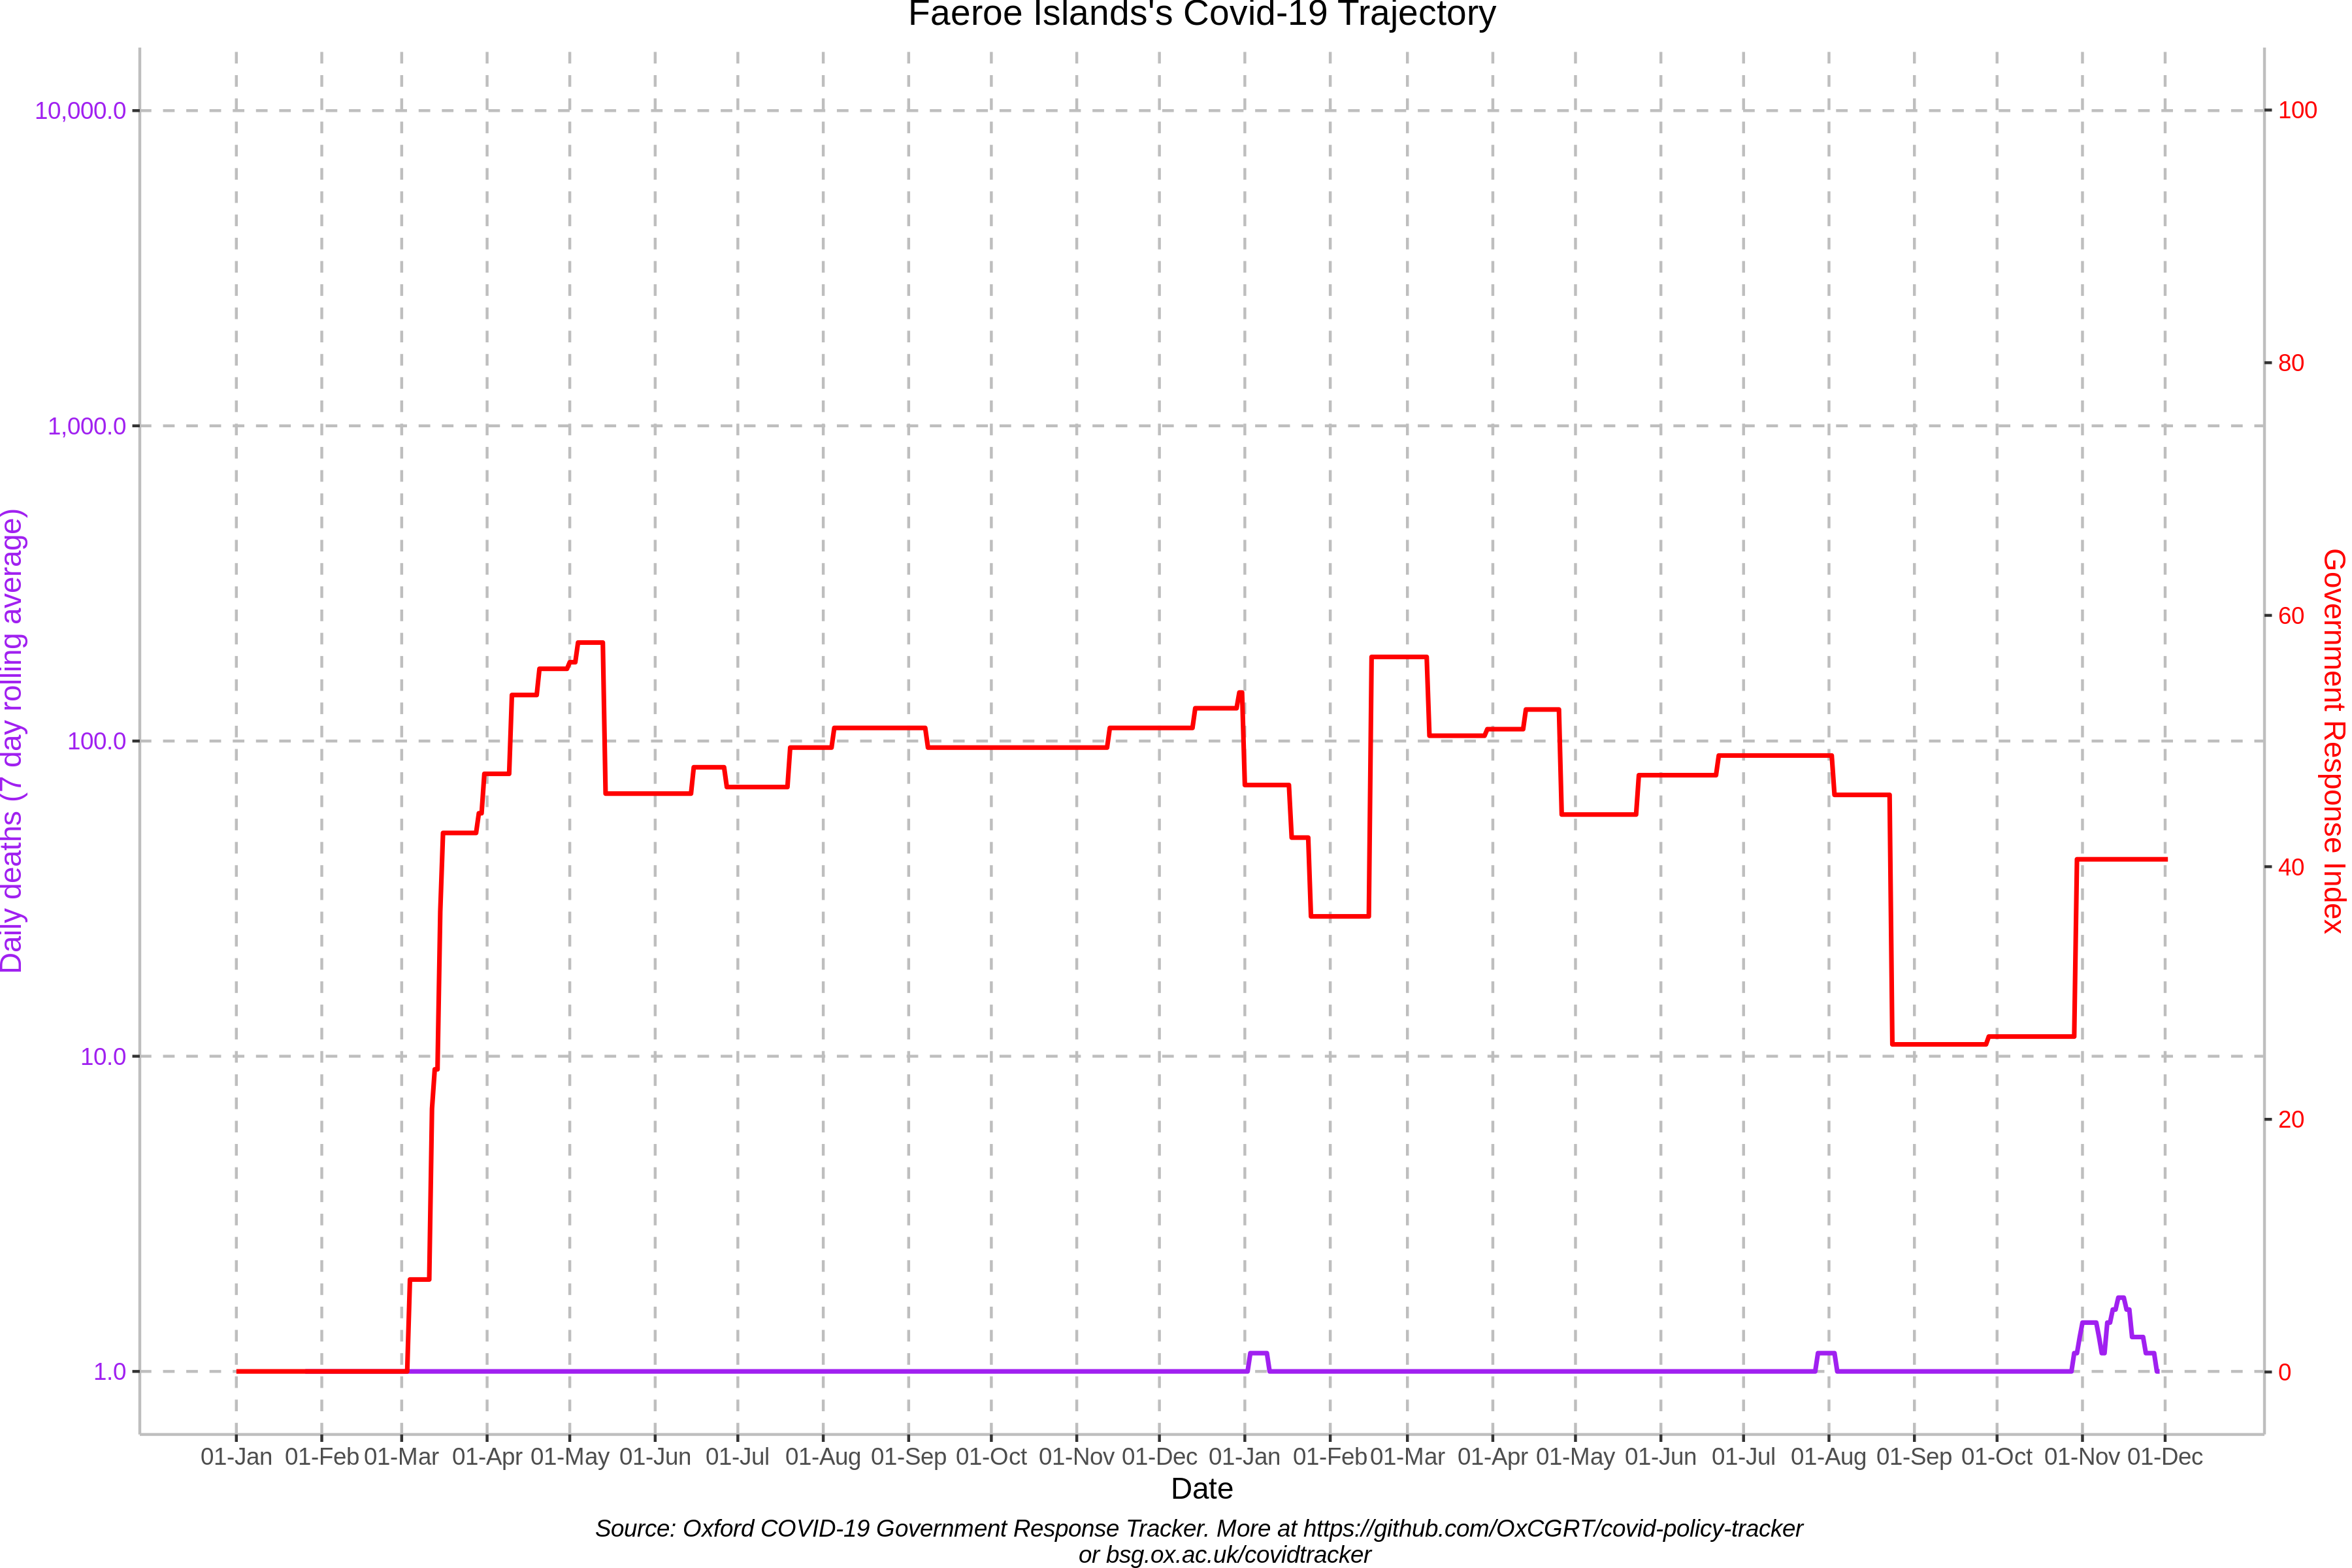 Faeroe Islands's Covid-19 Trajectory
10,000.0
1,000.0
100.0
10.0
1.0
Daily deaths (7 day rolling average)
100
80
60
40
20
0
Government Response Index
01-Jan 01-Feb 01-Mar 01-Apr 01-May 01-Jun 01-Jul 01-Aug 01-Sep 01-Oct 01-Nov 01-Dec 01-Jan 01-Feb 01-Mar 01-Apr 01-May 01-Jun 01-Jul 01-Aug 01-Sep 01-Oct 01-Nov 01-Dec
Date
Source: Oxford COVID-19 Government Response Tracker. More at https://github.com/OxCGRT/covid-policy-tracker
or bsg.ox.ac.uk/covidtracker